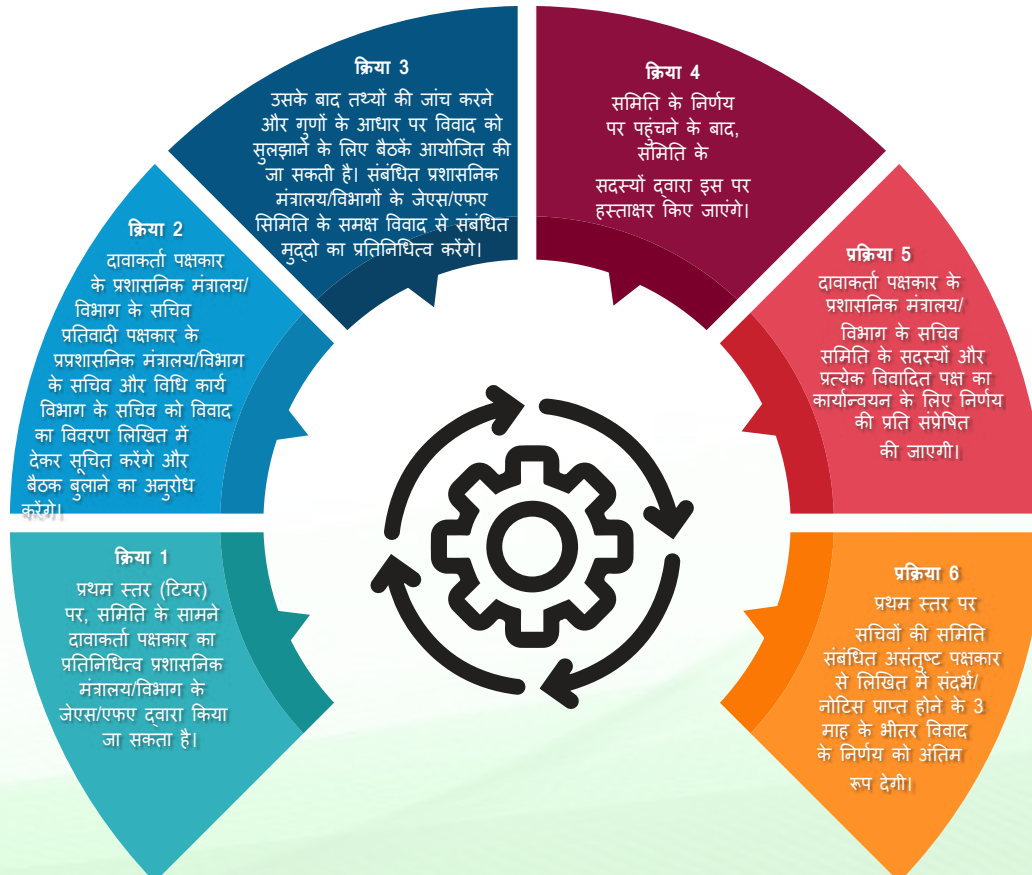 क्रिया 1
प्रथम स्तर (टियर)
पर, समिति के सामने
दावाकर्ता पक्षकार का
प्रतिनिधित्व प्रशासनिक
मंत्रालय/विभाग के
जेएस/एफए द्वारा किया
जा सकता है।
क्रिया 2
दावाकर्ता पक्षकार
के प्रशासनिक मंत्रालय/
विभाग के सचिव
प्रतिवादी पक्षकार के
प्रप्रशासनिक मंत्रालय/विभाग
के सचिव और विधि कार्य
विभाग के सचिव को विवाद
का विवरण लिखित में
देकर सूचित करेंगे और
बैठक बुलाने का अनुरोध
करेंगे।
क्रिया 3
उसके बाद तथ्यों की जांच करने
और गुणों के आधार पर विवाद को
सुलझाने के लिए बैठकें आयोजित की
जा सकती है। संबंधित प्रशासनिक
मंत्रालय/विभागों के जेएस/एफए
सिमिति के समक्ष विवाद से संबंधित
मुद्दो का प्रतिनिधित्व करेंगे।
क्रिया 4
समिति के निर्णय
पर पहुंचने के बाद,
समिति के
सदस्यों द्वारा इस पर
हस्ताक्षर किए जाएंगे।
प्रक्रिया 5
दावाकर्ता पक्षकार के
प्रशासनिक मंत्रालय/
विभाग के सचिव
समिति के सदस्यों और
प्रत्येक विवादित पक्ष का
कार्यान्वयन के लिए निर्णय
की प्रति संप्रेषित
की जाएगी।
प्रक्रिया 6
प्रथम स्तर पर
सचिवों की समिति
संबंधित असंतुष्ट पक्षकार
से लिखित में संदर्भ/
नोटिस प्राप्त होने के 3
माह के भीतर विवाद
के निर्णय को अंतिम
रूप देगी।